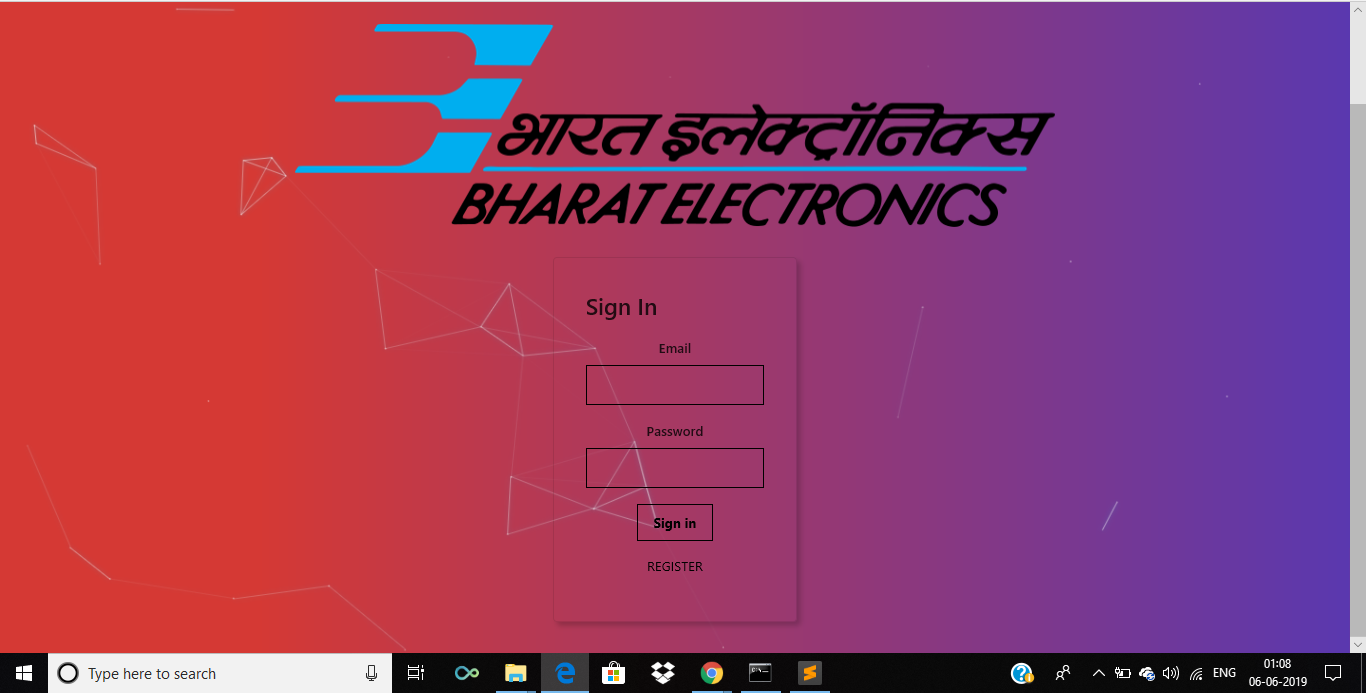 भारत इलेक्ट्रॉनिक्स
BHARAT ELECTRONICS
Sign In
Email
Password
Sign in
REGISTER
Type here to search
ENG
01:08
06-06-2019